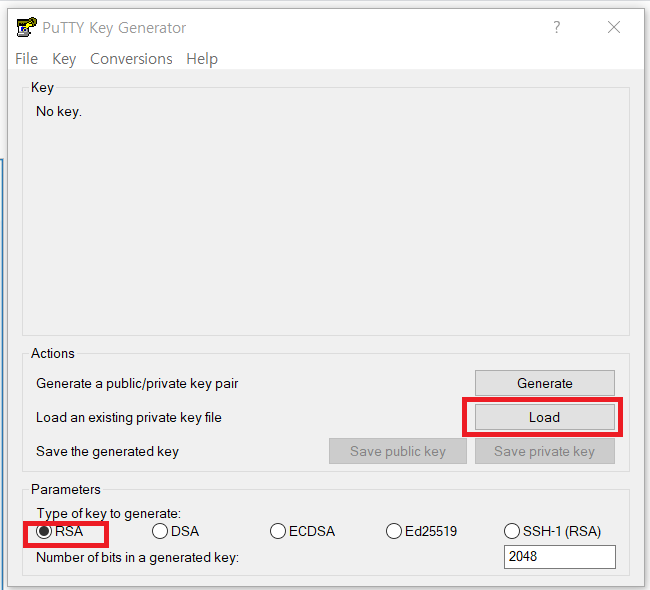 PuTTY Key Generator ?
File Key Conversions Help
Key
No key.
Actions
Generate a public/private key pair Generate
Load an existing private key file Load
Save the generated key Save public key Save private key
Parameters
Type of key to generate:
RSA DSA ECDSA Ed25519 SSH-1 (RSA)
Number of bits in a generated key: 2048